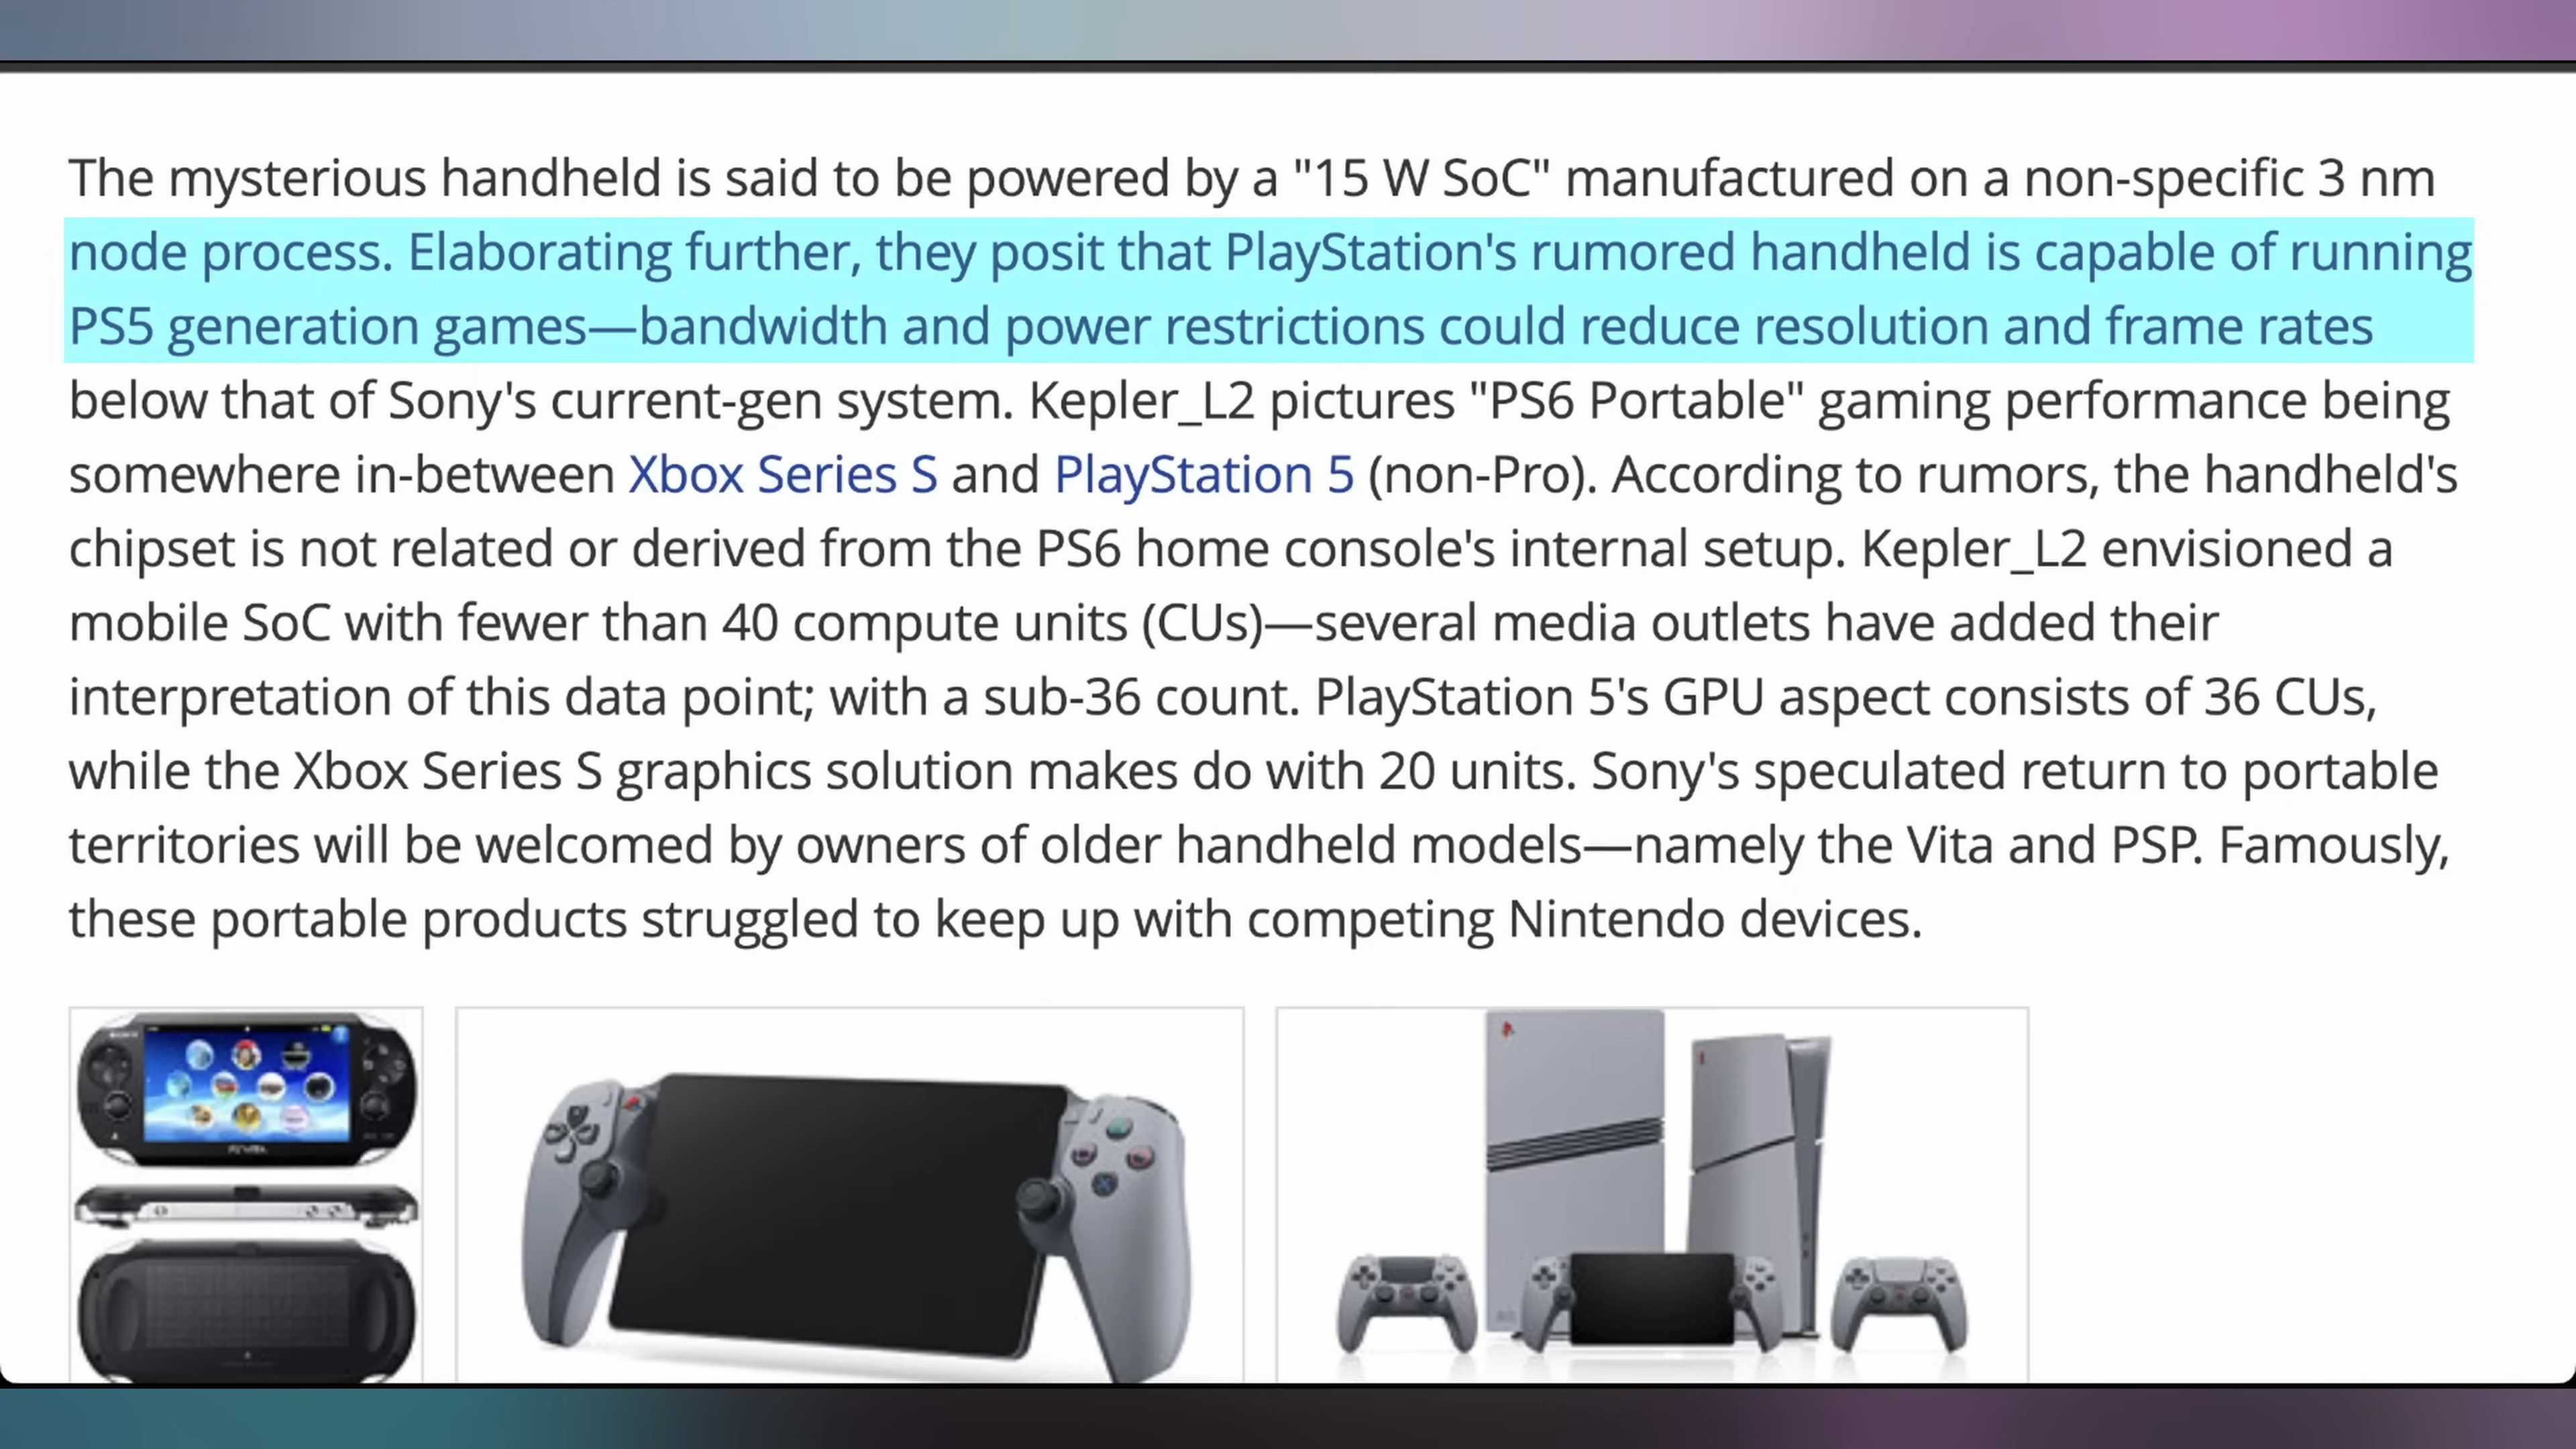 The mysterious handheld is said to be powered by a "15 W SoC" manufactured on a non-specific 3 nm
node process. Elaborating further, they posit that PlayStation's rumored handheld is capable of running
PS5 generation games—bandwidth and power restrictions could reduce resolution and frame rates
below that of Sony's current-gen system. Kepler_L2 pictures "PS6 Portable" gaming performance being
somewhere in-between Xbox Series S and PlayStation 5 (non-Pro). According to rumors, the handheld's
chipset is not related or derived from the PS6 home console's internal setup. Kepler_L2 envisioned a
mobile SoC with fewer than 40 compute units (CUs)—several media outlets have added their
interpretation of this data point; with a sub-36 count. PlayStation 5's GPU aspect consists of 36 CUs,
while the Xbox Series S graphics solution makes do with 20 units. Sony's speculated return to portable
territories will be welcomed by owners of older handheld models—namely the Vita and PSP. Famously,
these portable products struggled to keep up with competing Nintendo devices.
SONY
PSVITA